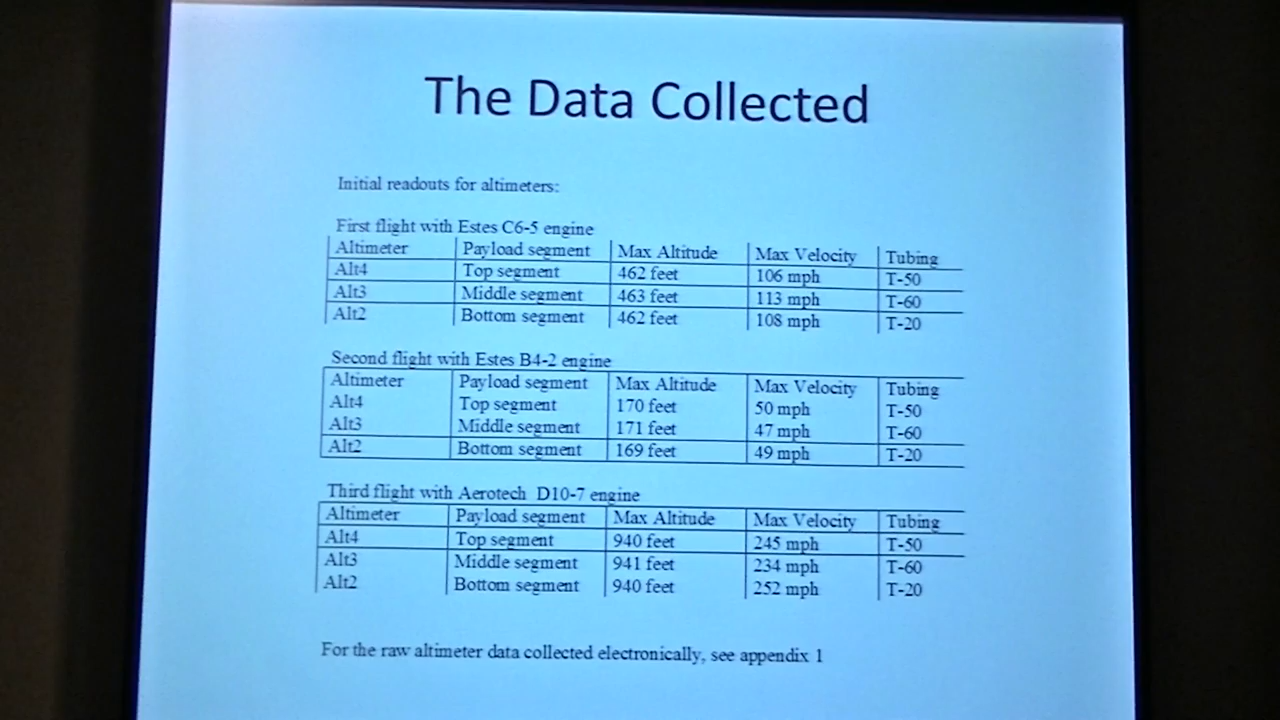 The Data Collected
Initial readouts for altimeters:
First flight with Estes C6-5 engine
Altimeter Payload segment Max Altitude Max Velocity Tubing
Alt4 Top segment 462 feet 106 mph T-50
Alt3 Middle segment 463 feet 113 mph T-60
Alt2 Bottom segment 462 feet 108 mph T-20
Second flight with Estes B4-2 engine
Altimeter Payload segment Max Altitude Max Velocity Tubing
Alt4 Top segment 170 feet 50 mph T-50
Alt3 Middle segment 171 feet 47 mph T-60
Alt2 Bottom segment 169 feet 49 mph T-20
Third flight with Aerotech D10-7 engine
Altimeter Payload segment Max Altitude Max Velocity Tubing
Alt4 Top segment 940 feet 245 mph T-50
Alt3 Middle segment 941 feet 234 mph T-60
Alt2 Bottom segment 940 feet 252 mph T-20
For the raw altimeter data collected electronically, see appendix 1